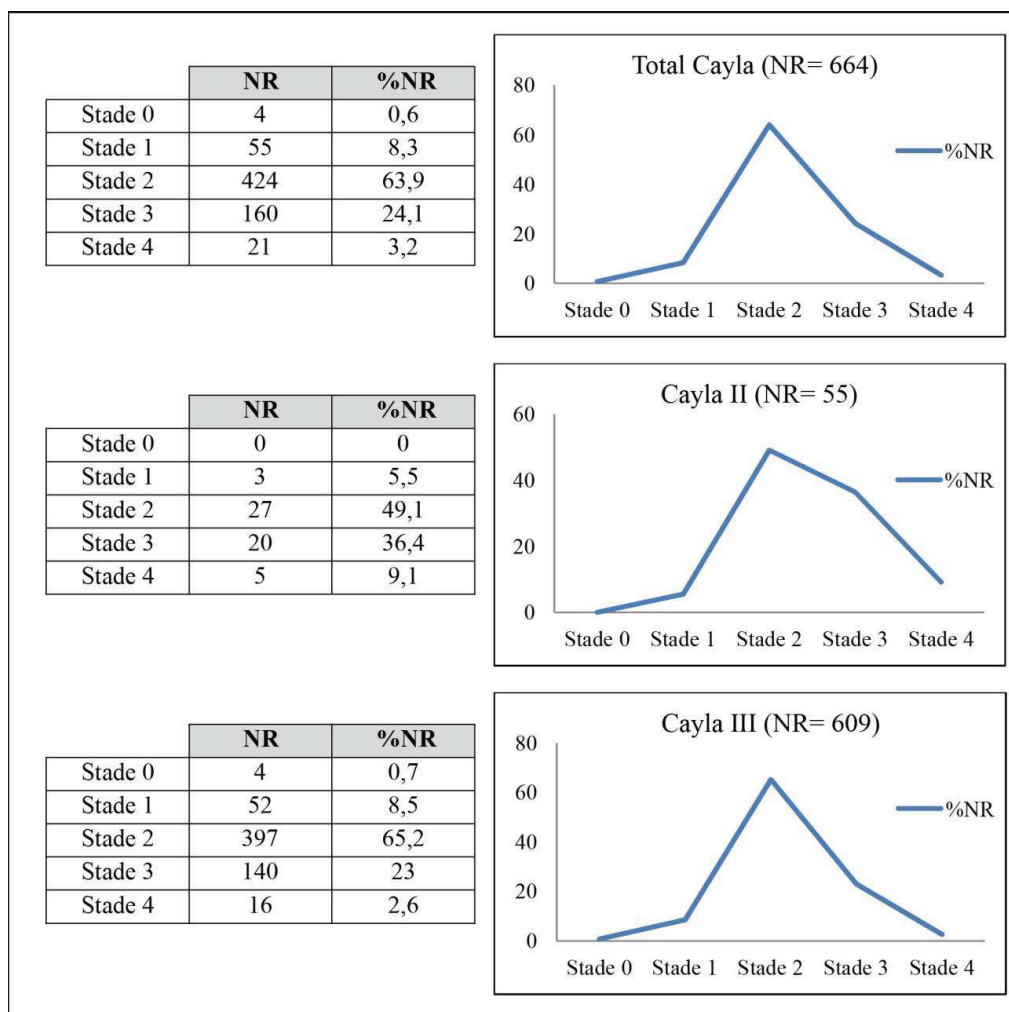 NR %NR
Stade 0 4 0,6
Stade 1 55 8,3
Stade 2 424 63,9
Stade 3 160 24,1
Stade 4 21 3,2
Total Cayla (NR= 664)
80
60
40
20
0
%NR
Stade 0 Stade 1 Stade 2 Stade 3 Stade 4
NR %NR
Stade 0 0 0
Stade 1 3 5,5
Stade 2 27 49,1
Stade 3 20 36,4
Stade 4 5 9,1
Cayla II (NR= 55)
60
40
20
0
%NR
Stade 0 Stade 1 Stade 2 Stade 3 Stade 4
NR %NR
Stade 0 4 0,7
Stade 1 52 8,5
Stade 2 397 65,2
Stade 3 140 23
Stade 4 16 2,6
Cayla III (NR= 609)
80
60
40
20
0
%NR
Stade 0 Stade 1 Stade 2 Stade 3 Stade 4